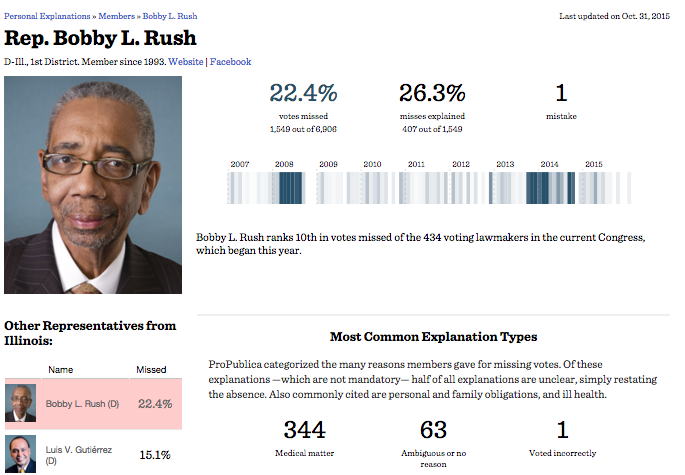 Personal Explanations » Members » Bobby L. Rush
Last updated on Oct. 31, 2015
Rep. Bobby L. Rush
D-Ill., 1st District. Member since 1993. Website | Facebook
22.4%
votes missed
1,549 out of 6,906
26.3%
misses explained
407 out of 1,549
1
mistake
2007 2008 2009 2010 2011 2012 2013 2014 2015
Bobby L. Rush ranks 10th in votes missed of the 434 voting lawmakers in the current Congress,
which began this year.
Other Representatives from
Illinois:
Name Missed
Bobby L. Rush (D) 22.4%
Luis V. Gutiérrez
(D)
15.1%
Most Common Explanation Types
ProPublica categorized the many reasons members gave for missing votes. Of these
explanations —which are not mandatory— half of all explanations are unclear, simply restating
the absence. Also commonly cited are personal and family obligations, and ill health.
344
Medical matter
63
Ambiguous or no
reason
1
Voted incorrectly